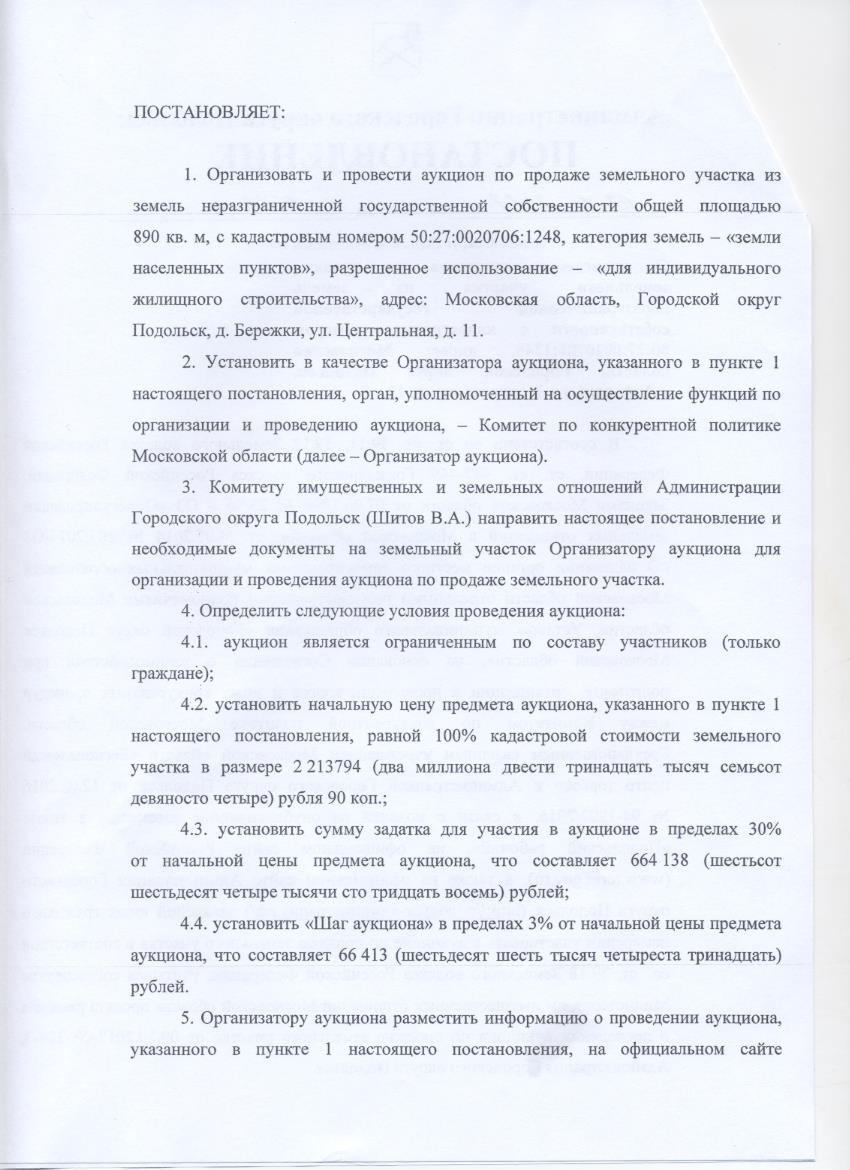 ПОСТАНОВЛЯЕТ:
1. Организовать и провести аукцион по продаже земельного участка из
земель неразграниченной государственной собственности общей площадью
890 кв. м, с кадастровым номером 50:27:0020706:1248, категория земель – «земли
населенных пунктов», разрешенное использование – «для индивидуального
жилищного строительства», адрес: Московская область, Городской округ
Подольск, д. Бережки, ул. Центральная, д. 11.
2. Установить в качестве Организатора аукциона, указанного в пункте 1
настоящего постановления, орган, уполномоченный на осуществление функций по
организации и проведению аукциона, – Комитет по конкурентной политике
Московской области (далее – Организатор аукциона).
3. Комитету имущественных и земельных отношений Администрации
Городского округа Подольск (Шитов В.А.) направить настоящее постановление и
необходимые документы на земельный участок Организатору аукциона для
организации и проведения аукциона по продаже земельного участка.
4. Определить следующие условия проведения аукциона:
4.1. аукцион является ограниченным по составу участников (только
граждане);
4.2. установить начальную цену предмета аукциона, указанного в пункте 1
настоящего постановления, равной 100% кадастровой стоимости земельного
участка в размере 2 213794 (два миллиона двести тринадцать тысяч семьсот
девяносто четыре) рубля 90 коп.;
4.3. установить сумму задатка для участия в аукционе в пределах 30%
от начальной цены предмета аукциона, что составляет 664 138 (шестьсот
шестьдесят четыре тысячи сто тридцать восемь) рублей;
4.4. установить «Шаг аукциона» в пределах 3% от начальной цены предмета
аукциона, что составляет 66 413 (шестьдесят шесть тысяч четыреста тринадцать)
рублей.
5. Организатору аукциона разместить информацию о проведении аукциона,
указанного в пункте 1 настоящего постановления, на официальном сайте